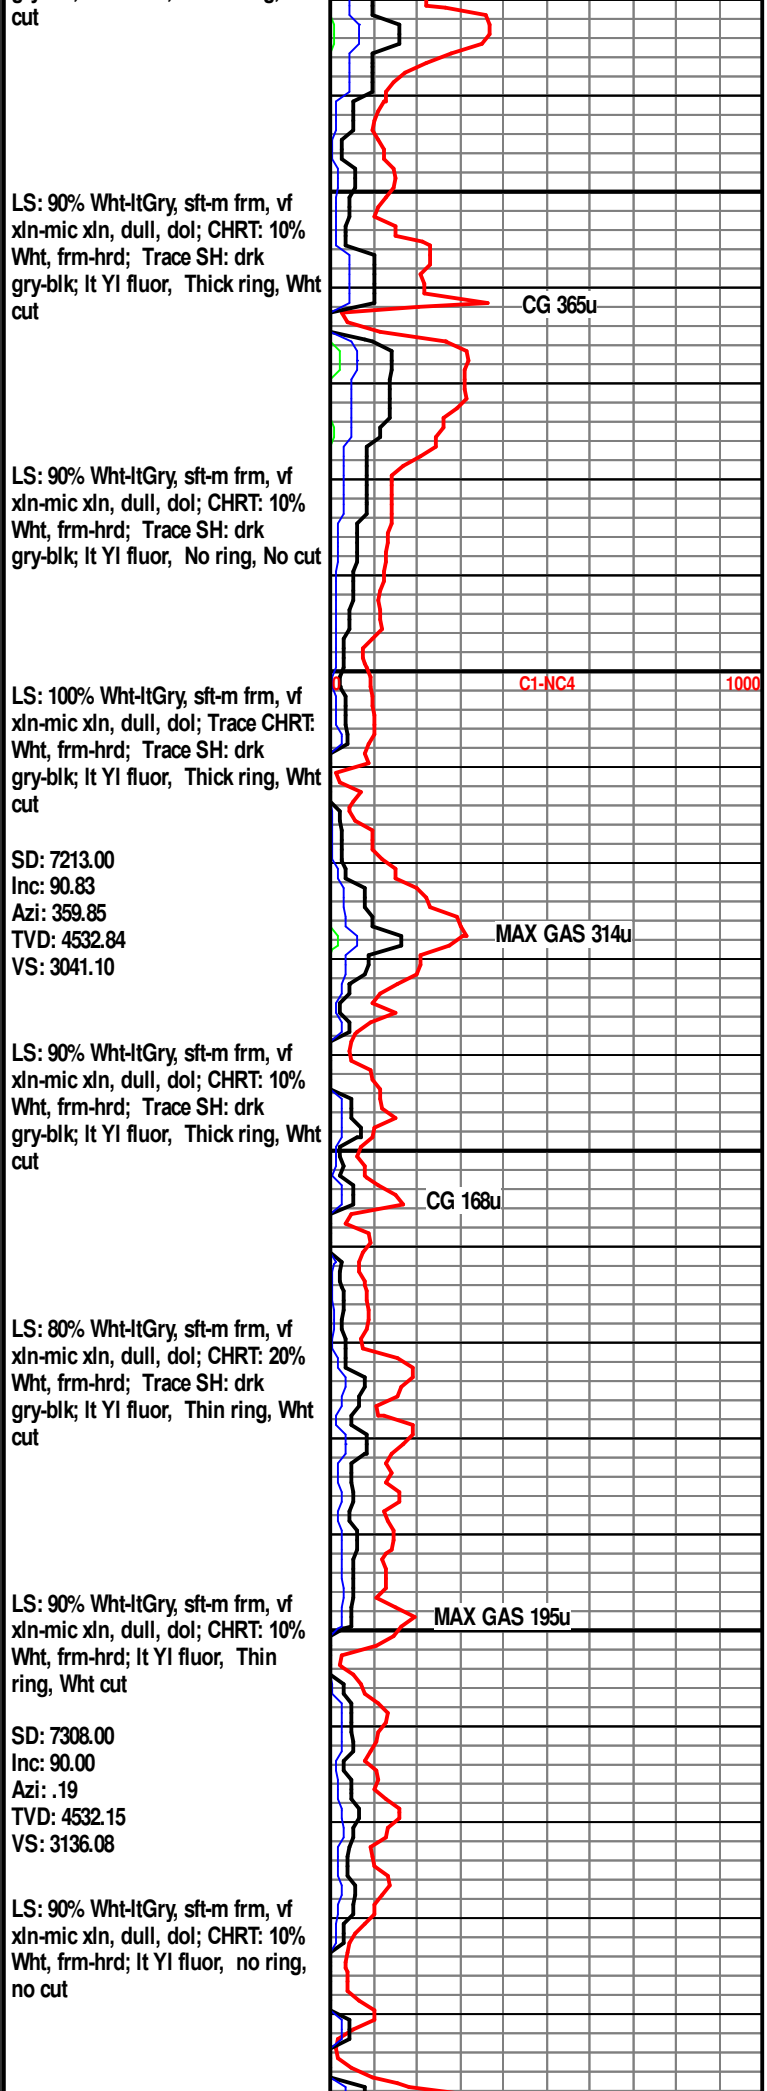 cut
LS: 90% Wht-ltGry, sft-m frm, vf
xln-mic xln, dull, dol; CHRT: 10%
Wht, frm-hrd;  Trace SH: drk
gry-blk; lt Yl fluor,  Thick ring, Wht
cut
CG 365u
LS: 90% Wht-ltGry, sft-m frm, vf
xln-mic xln, dull, dol; CHRT: 10%
Wht, frm-hrd;  Trace SH: drk
gry-blk; lt Yl fluor,  No ring, No cut
0 C1-NC4 1000
LS: 100% Wht-ltGry, sft-m frm, vf
xln-mic xln, dull, dol; Trace CHRT:
Wht, frm-hrd;  Trace SH: drk
gry-blk; lt Yl fluor,  Thick ring, Wht
cut
SD: 7213.00
Inc: 90.83
Azi: 359.85
TVD: 4532.84
VS: 3041.10
MAX GAS 314u
LS: 90% Wht-ltGry, sft-m frm, vf
xln-mic xln, dull, dol; CHRT: 10%
Wht, frm-hrd;  Trace SH: drk
gry-blk; lt Yl fluor,  Thick ring, Wht
cut
CG 168u
LS: 80% Wht-ltGry, sft-m frm, vf
xln-mic xln, dull, dol; CHRT: 20%
Wht, frm-hrd;  Trace SH: drk
gry-blk; lt Yl fluor,  Thin ring, Wht
cut
LS: 90% Wht-ltGry, sft-m frm, vf
xln-mic xln, dull, dol; CHRT: 10%
Wht, frm-hrd; lt Yl fluor,  Thin
ring, Wht cut
MAX GAS 195u
SD: 7308.00
Inc: 90.00
Azi: .19
TVD: 4532.15
VS: 3136.08
LS: 90% Wht-ltGry, sft-m frm, vf
xln-mic xln, dull, dol; CHRT: 10%
Wht, frm-hrd; lt Yl fluor,  no ring,
no cut